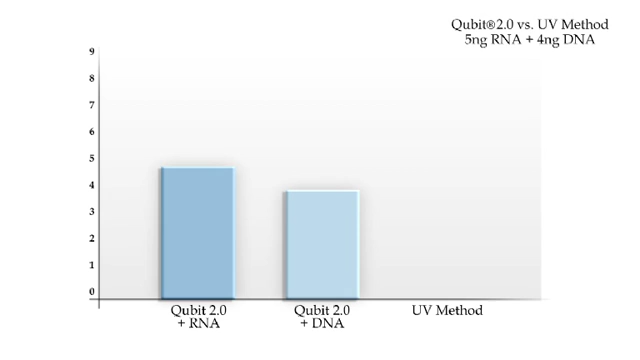 Qubit®2.0 vs. UV Method
5ng RNA + 4ng DNA
9
8
7
6
5
4
3
2
1
0
Qubit 2.0
+ RNA
Qubit 2.0
+ DNA
UV Method